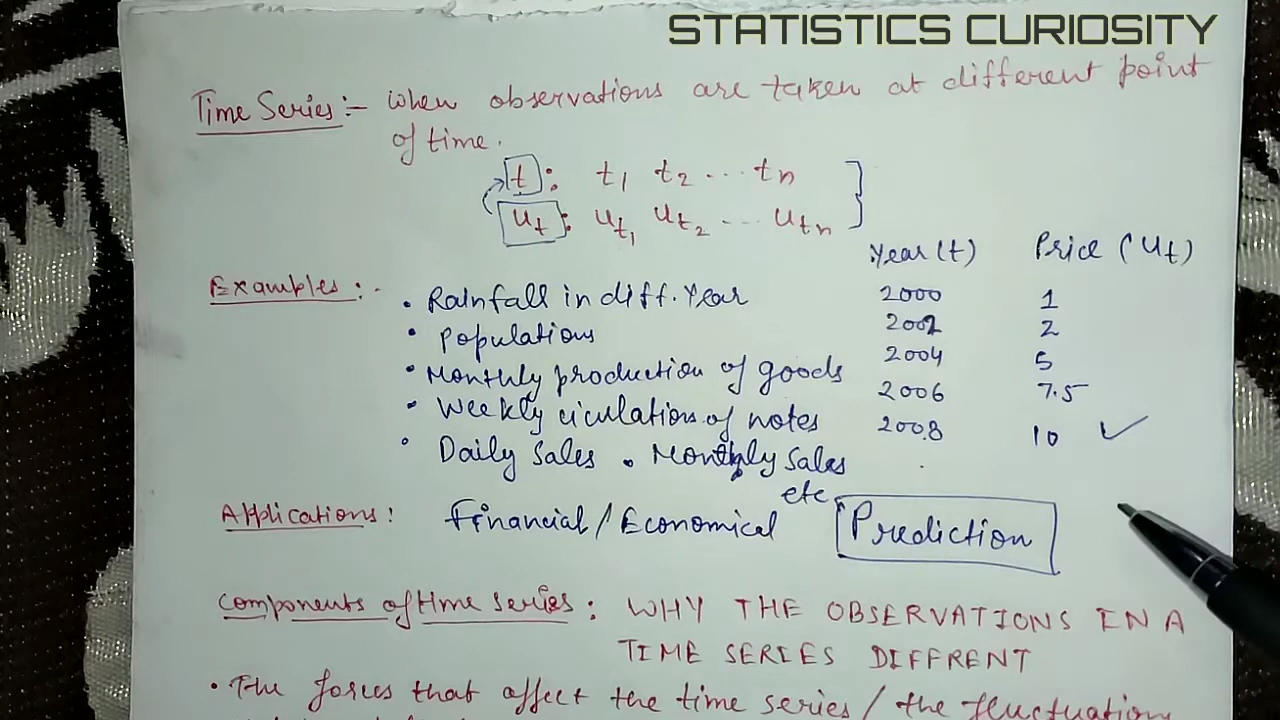 STATISTICS CURIOSITY
Time Series :- When observations are taken at different point
of time.
t : t1 t2 ... tn
ut : ut1 ut2 ... utn
Year (t) Price (Ut)
2000 1
2002 2
2004 5
2006 7.5
2008 10 ✓
Examples :-
• Rainfall in diff. Year
• Populations
• Monthly production of goods
• Weekly ciculation of notes
• Daily Sales • Monthly Sales
etc
Applications : Financial / Economical Prediction
Components of time series : WHY THE OBSERVATIONS IN A
TIME SERIES DIFFRENT
• The forces that affect the time series / the fluctuation